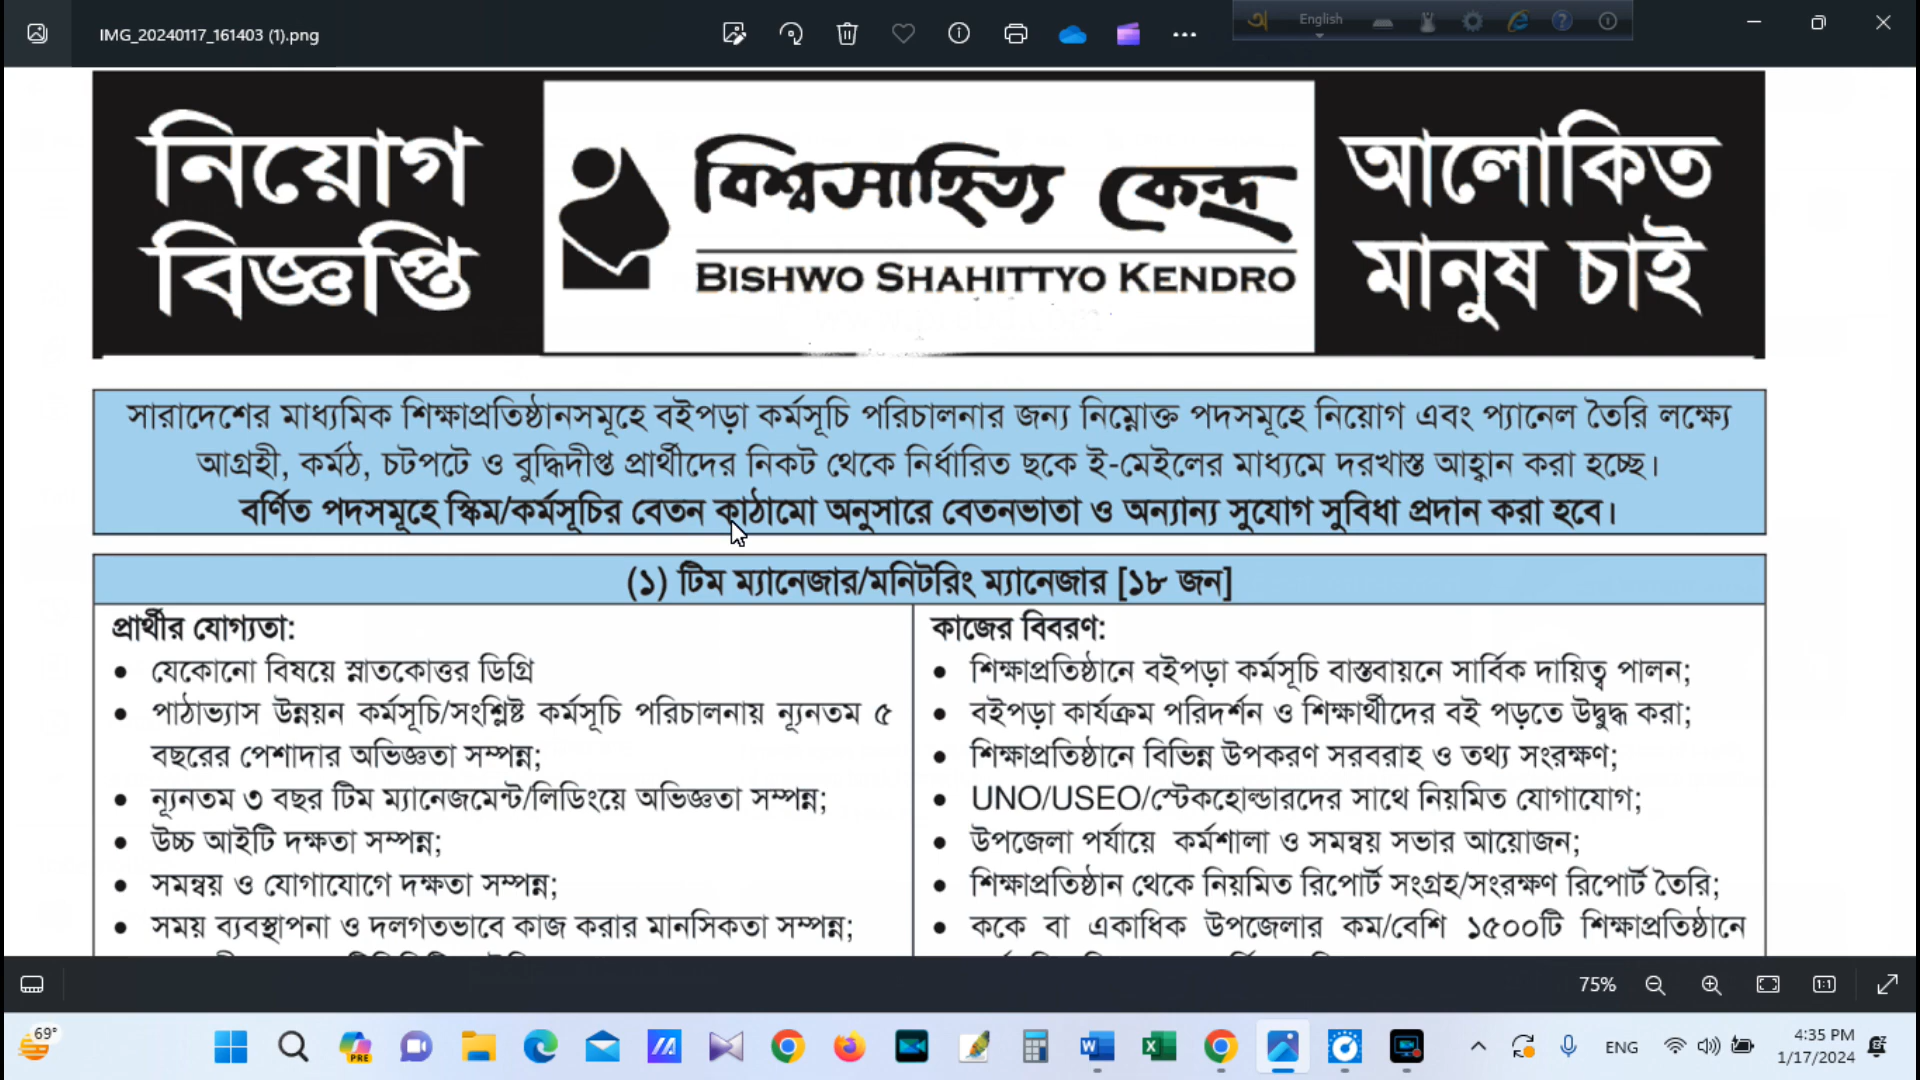 IMG_20240117_161403 (1).png
English
নিয়োগ
বিজ্ঞপ্তি
বিশ্বসাহিত্য কেন্দ্র
BISHWO SHAHITTYO KENDRO
আলোকিত
মানুষ চাই
সারাদেশের মাধ্যমিক শিক্ষাপ্রতিষ্ঠানসমূহে বইপড়া কর্মসূচি পরিচালনার জন্য নিম্নোক্ত পদসমূহে নিয়োগ এবং প্যানেল তৈরি লক্ষ্যে
আগ্রহী, কর্মঠ, চটপটে ও বুদ্ধিদীপ্ত প্রার্থীদের নিকট থেকে নির্ধারিত ছকে ই-মেইলের মাধ্যমে দরখাস্ত আহ্বান করা হচ্ছে।
বর্ণিত পদসমূহে স্কিম/কর্মসূচির বেতন কাঠামো অনুসারে বেতনভাতা ও অন্যান্য সুযোগ সুবিধা প্রদান করা হবে।
(১) টিম ম্যানেজার/মনিটরিং ম্যানেজার [১৮ জন]
প্রার্থীর যোগ্যতা:
• যেকোনো বিষয়ে স্নাতকোত্তর ডিগ্রি
• পাঠাভ্যাস উন্নয়ন কর্মসূচি/সংশ্লিষ্ট কর্মসূচি পরিচালনায় ন্যূনতম ৫
বছরের পেশাদার অভিজ্ঞতা সম্পন্ন;
• ন্যূনতম ৩ বছর টিম ম্যানেজমেন্ট/লিডিংয়ে অভিজ্ঞতা সম্পন্ন;
• উচ্চ আইটি দক্ষতা সম্পন্ন;
• সমন্বয় ও যোগাযোগে দক্ষতা সম্পন্ন;
• সময় ব্যবস্থাপনা ও দলগতভাবে কাজ করার মানসিকতা সম্পন্ন;
কাজের বিবরণ:
• শিক্ষাপ্রতিষ্ঠানে বইপড়া কর্মসূচি বাস্তবায়নে সার্বিক দায়িত্ব পালন;
• বইপড়া কার্যক্রম পরিদর্শন ও শিক্ষার্থীদের বই পড়তে উদ্বুদ্ধ করা;
• শিক্ষাপ্রতিষ্ঠানে বিভিন্ন উপকরণ সরবরাহ ও তথ্য সংরক্ষণ;
• UNO/USEO/স্টেকহোল্ডারদের সাথে নিয়মিত যোগাযোগ;
• উপজেলা পর্যায়ে কর্মশালা ও সমন্বয় সভার আয়োজন;
• শিক্ষাপ্রতিষ্ঠান থেকে নিয়মিত রিপোর্ট সংগ্রহ/সংরক্ষণ রিপোর্ট তৈরি;
• ককে বা একাধিক উপজেলার কম/বেশি ১৫০০টি শিক্ষাপ্রতিষ্ঠানে
75%
69°
PRE
ENG
4:35 PM
1/17/2024